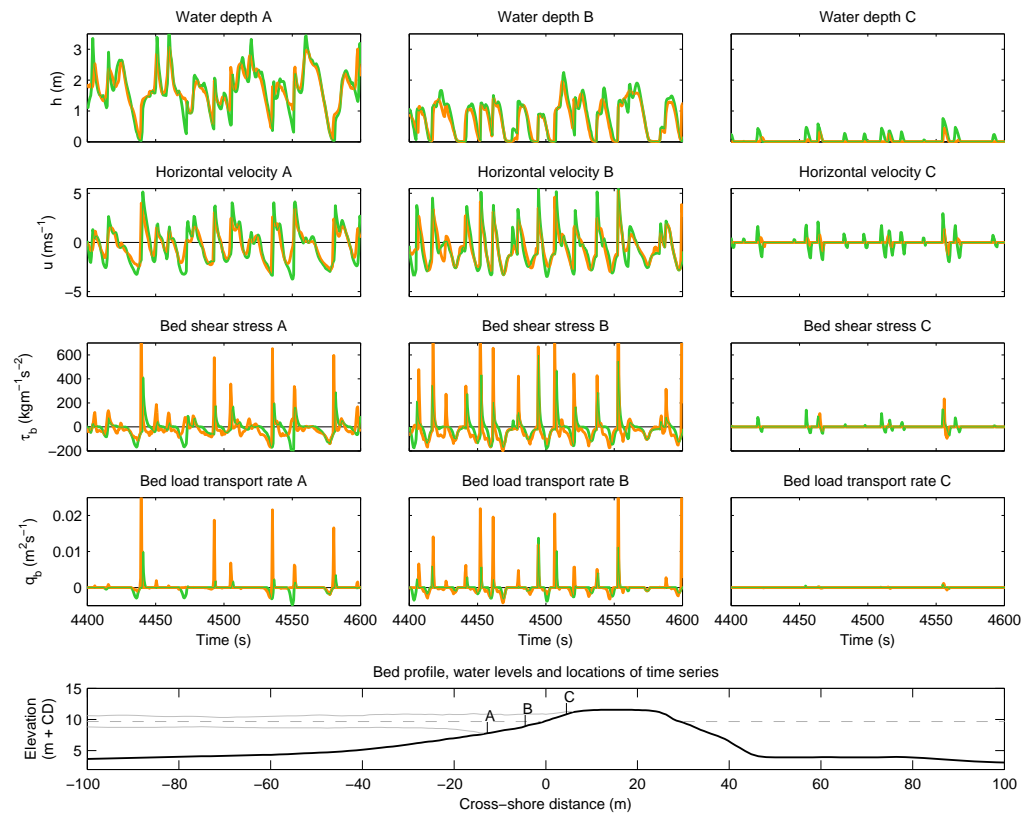 Water depth A Water depth B Water depth C
h (m)
3
2
1
0
Horizontal velocity A Horizontal velocity B Horizontal velocity C
u (ms⁻¹)
5
0
−5
Bed shear stress A Bed shear stress B Bed shear stress C
τb (kgm⁻¹s⁻²)
600
400
200
0
−200
Bed load transport rate A Bed load transport rate B Bed load transport rate C
qb (m²s⁻¹)
0.02
0.01
0
4400 4450 4500 4550 4600 4400 4450 4500 4550 4600 4400 4450 4500 4550 4600
Time (s) Time (s) Time (s)
Bed profile, water levels and locations of time series
Elevation
(m + CD)
15
10
5
A B C
−100 −80 −60 −40 −20 0 20 40 60 80 100
Cross−shore distance (m)